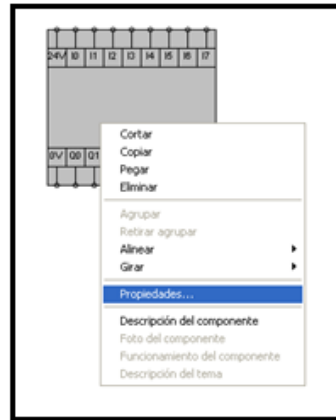 24V I0 I1 I2 I3 I4 I5 I6 I7
0V Q0 Q1
Cortar
Copiar
Pegar
Eliminar
Agrupar
Retirar agrupar
Alinear
Girar
Propiedades...
Descripción del componente
Foto del componente
Funcionamiento del componente
Descripción del tema